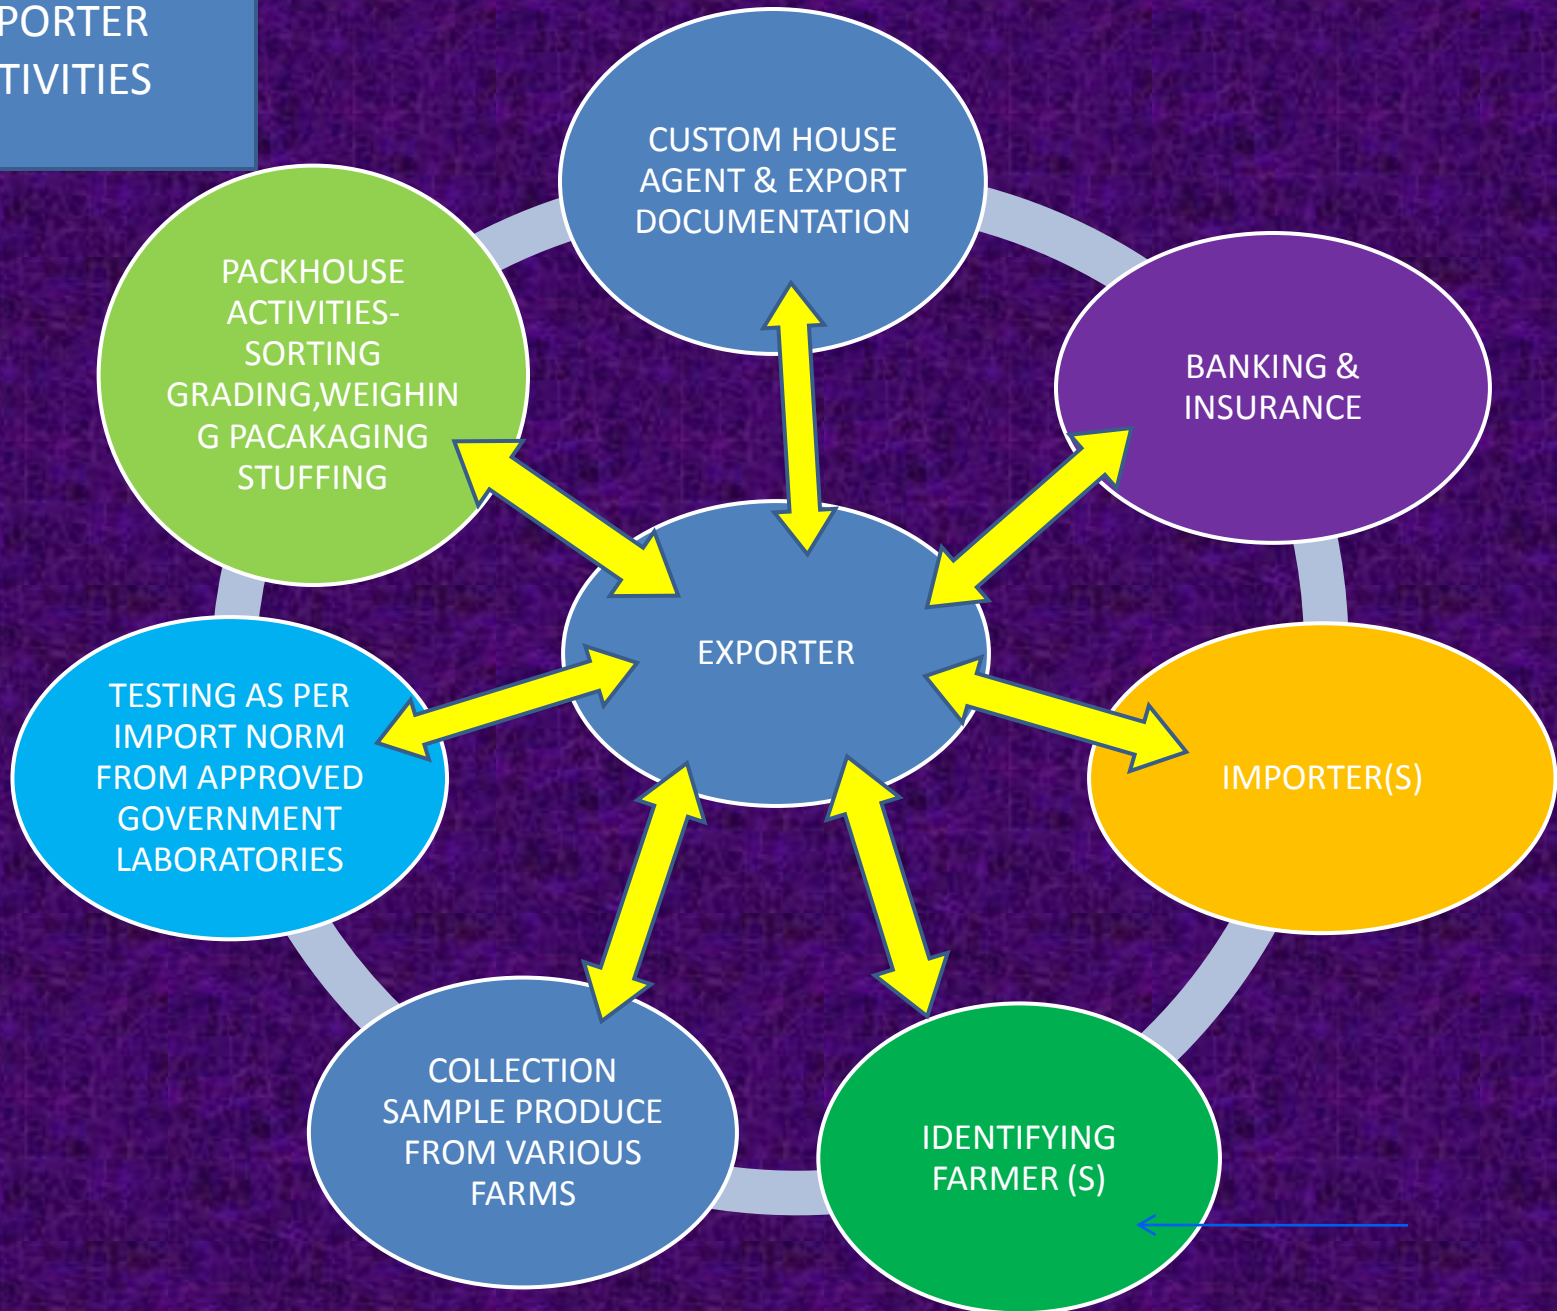 PORTER
TIVITIES
CUSTOM HOUSE
AGENT & EXPORT
DOCUMENTATION
PACKHOUSE
ACTIVITIES-
SORTING
GRADING,WEIGHIN
G PACAKAGING
STUFFING
BANKING &
INSURANCE
EXPORTER
TESTING AS PER
IMPORT NORM
FROM APPROVED
GOVERNMENT
LABORATORIES
IMPORTER(S)
COLLECTION
SAMPLE PRODUCE
FROM VARIOUS
FARMS
IDENTIFYING
FARMER (S)